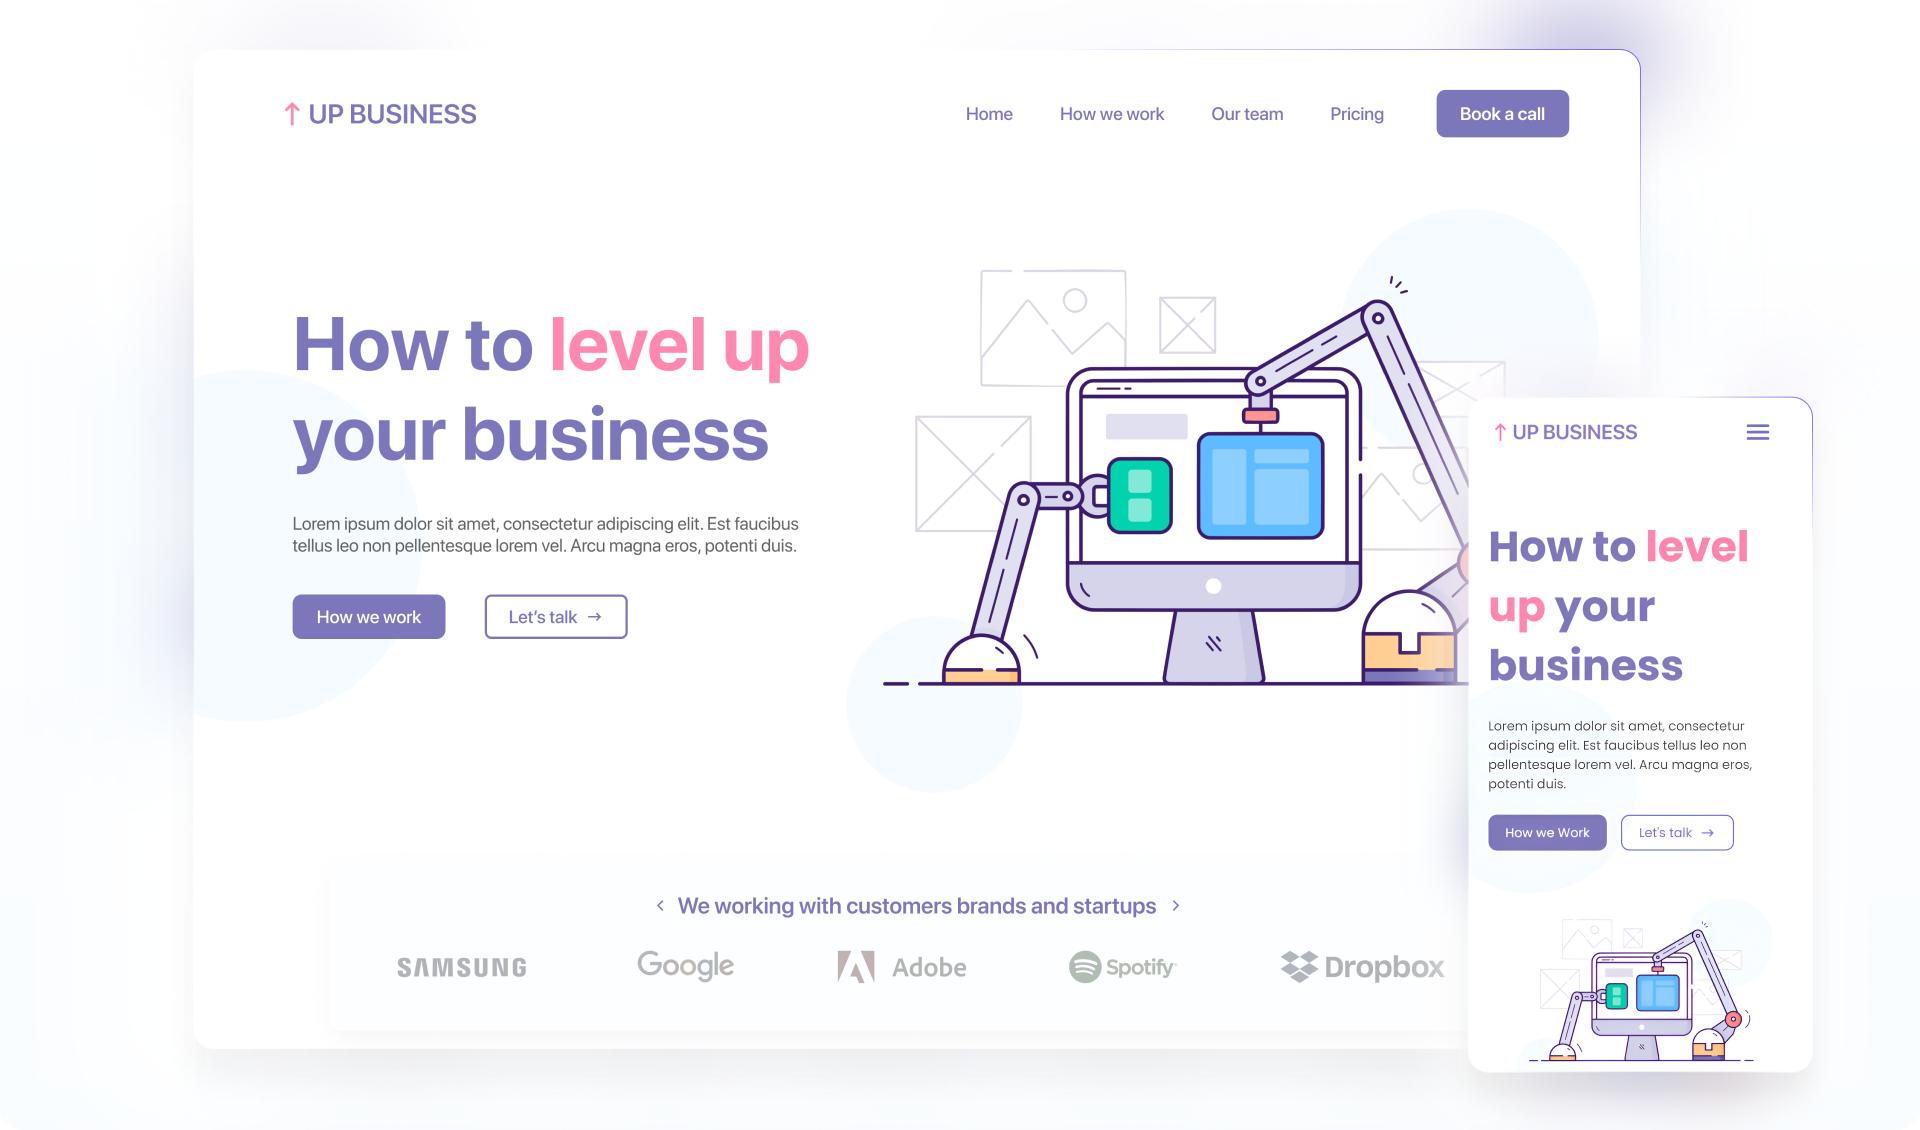 UP BUSINESS
Home
How we work
Our team
Pricing
Book a call
How to level up
your business
Lorem ipsum dolor sit amet, consectetur adipiscing elit. Est faucibus
tellus leo non pellentesque lorem vel. Arcu magna eros, potenti duis.
How we work
Let's talk →
< We working with customers brands and startups >
SAMSUNG
Google
Adobe
Spotify
Dropbox
UP BUSINESS
How to level
up your
business
Lorem ipsum dolor sit amet, consectetur
adipiscing elit. Est faucibus tellus leo non
pellentesque lorem vel. Arcu magna eros,
potenti duis.
How we Work
Let's talk →